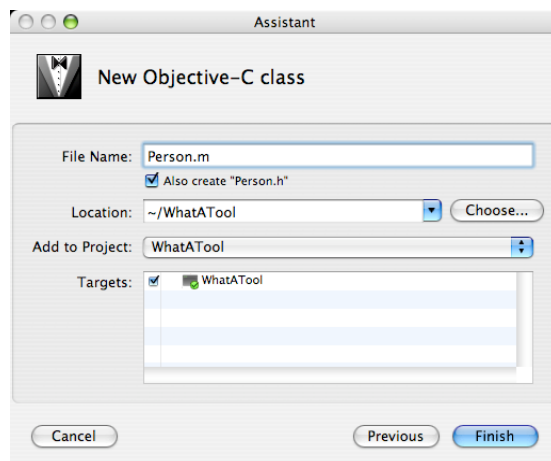 Assistant
New Objective-C class
File Name: Person.m
Also create "Person.h"
Location: ~/WhatATool Choose...
Add to Project: WhatATool
Targets: WhatATool
Cancel Previous Finish